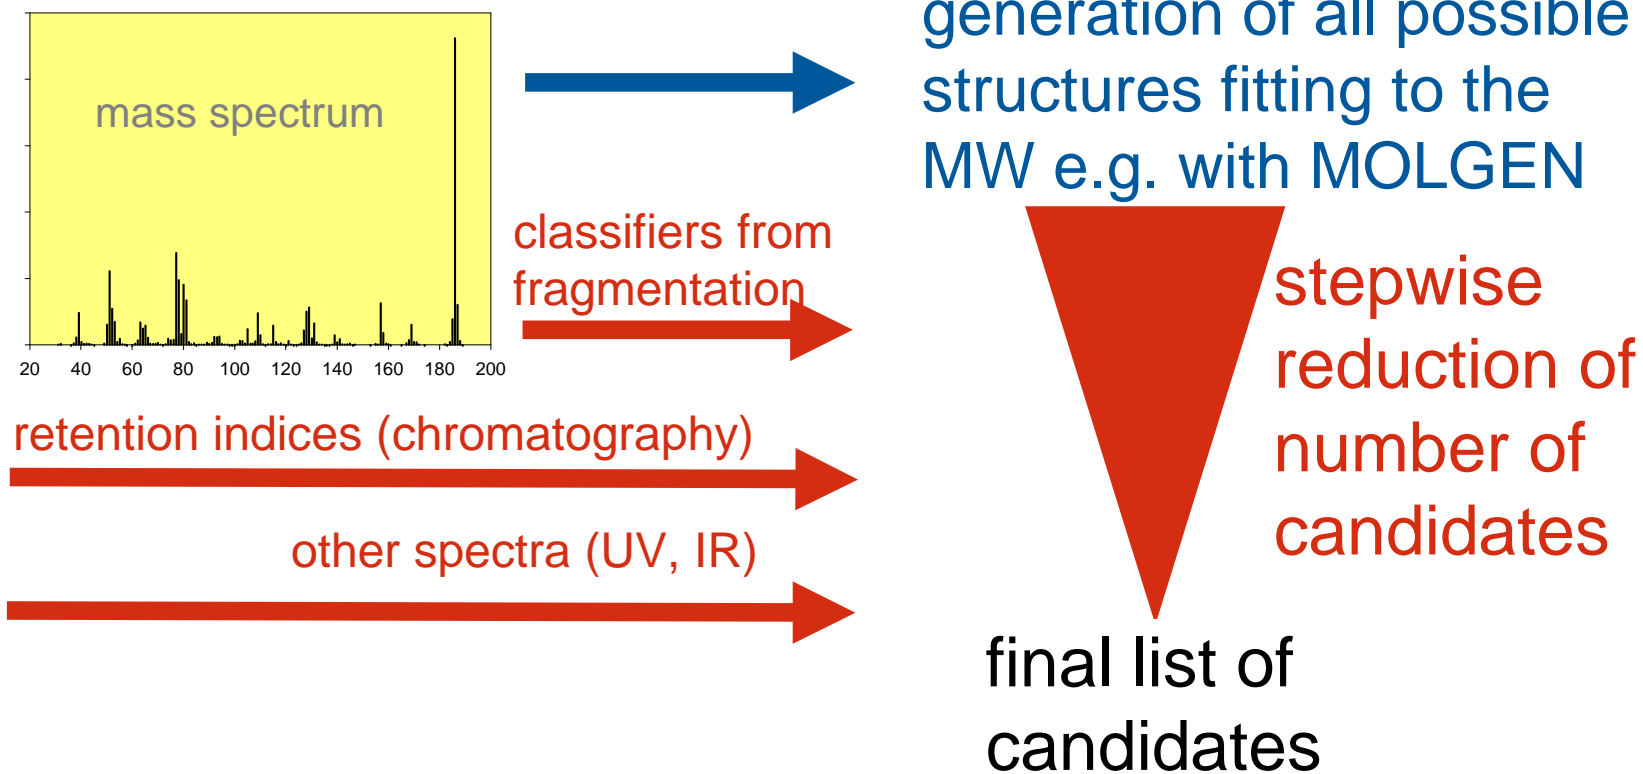 generation of all possible
structures fitting to the
MW e.g. with MOLGEN
mass spectrum
classifiers from
fragmentation
20 40 60 80 100 120 140 160 180 200
retention indices (chromatography)
other spectra (UV, IR)
stepwise
reduction of
number of
candidates
final list of
candidates